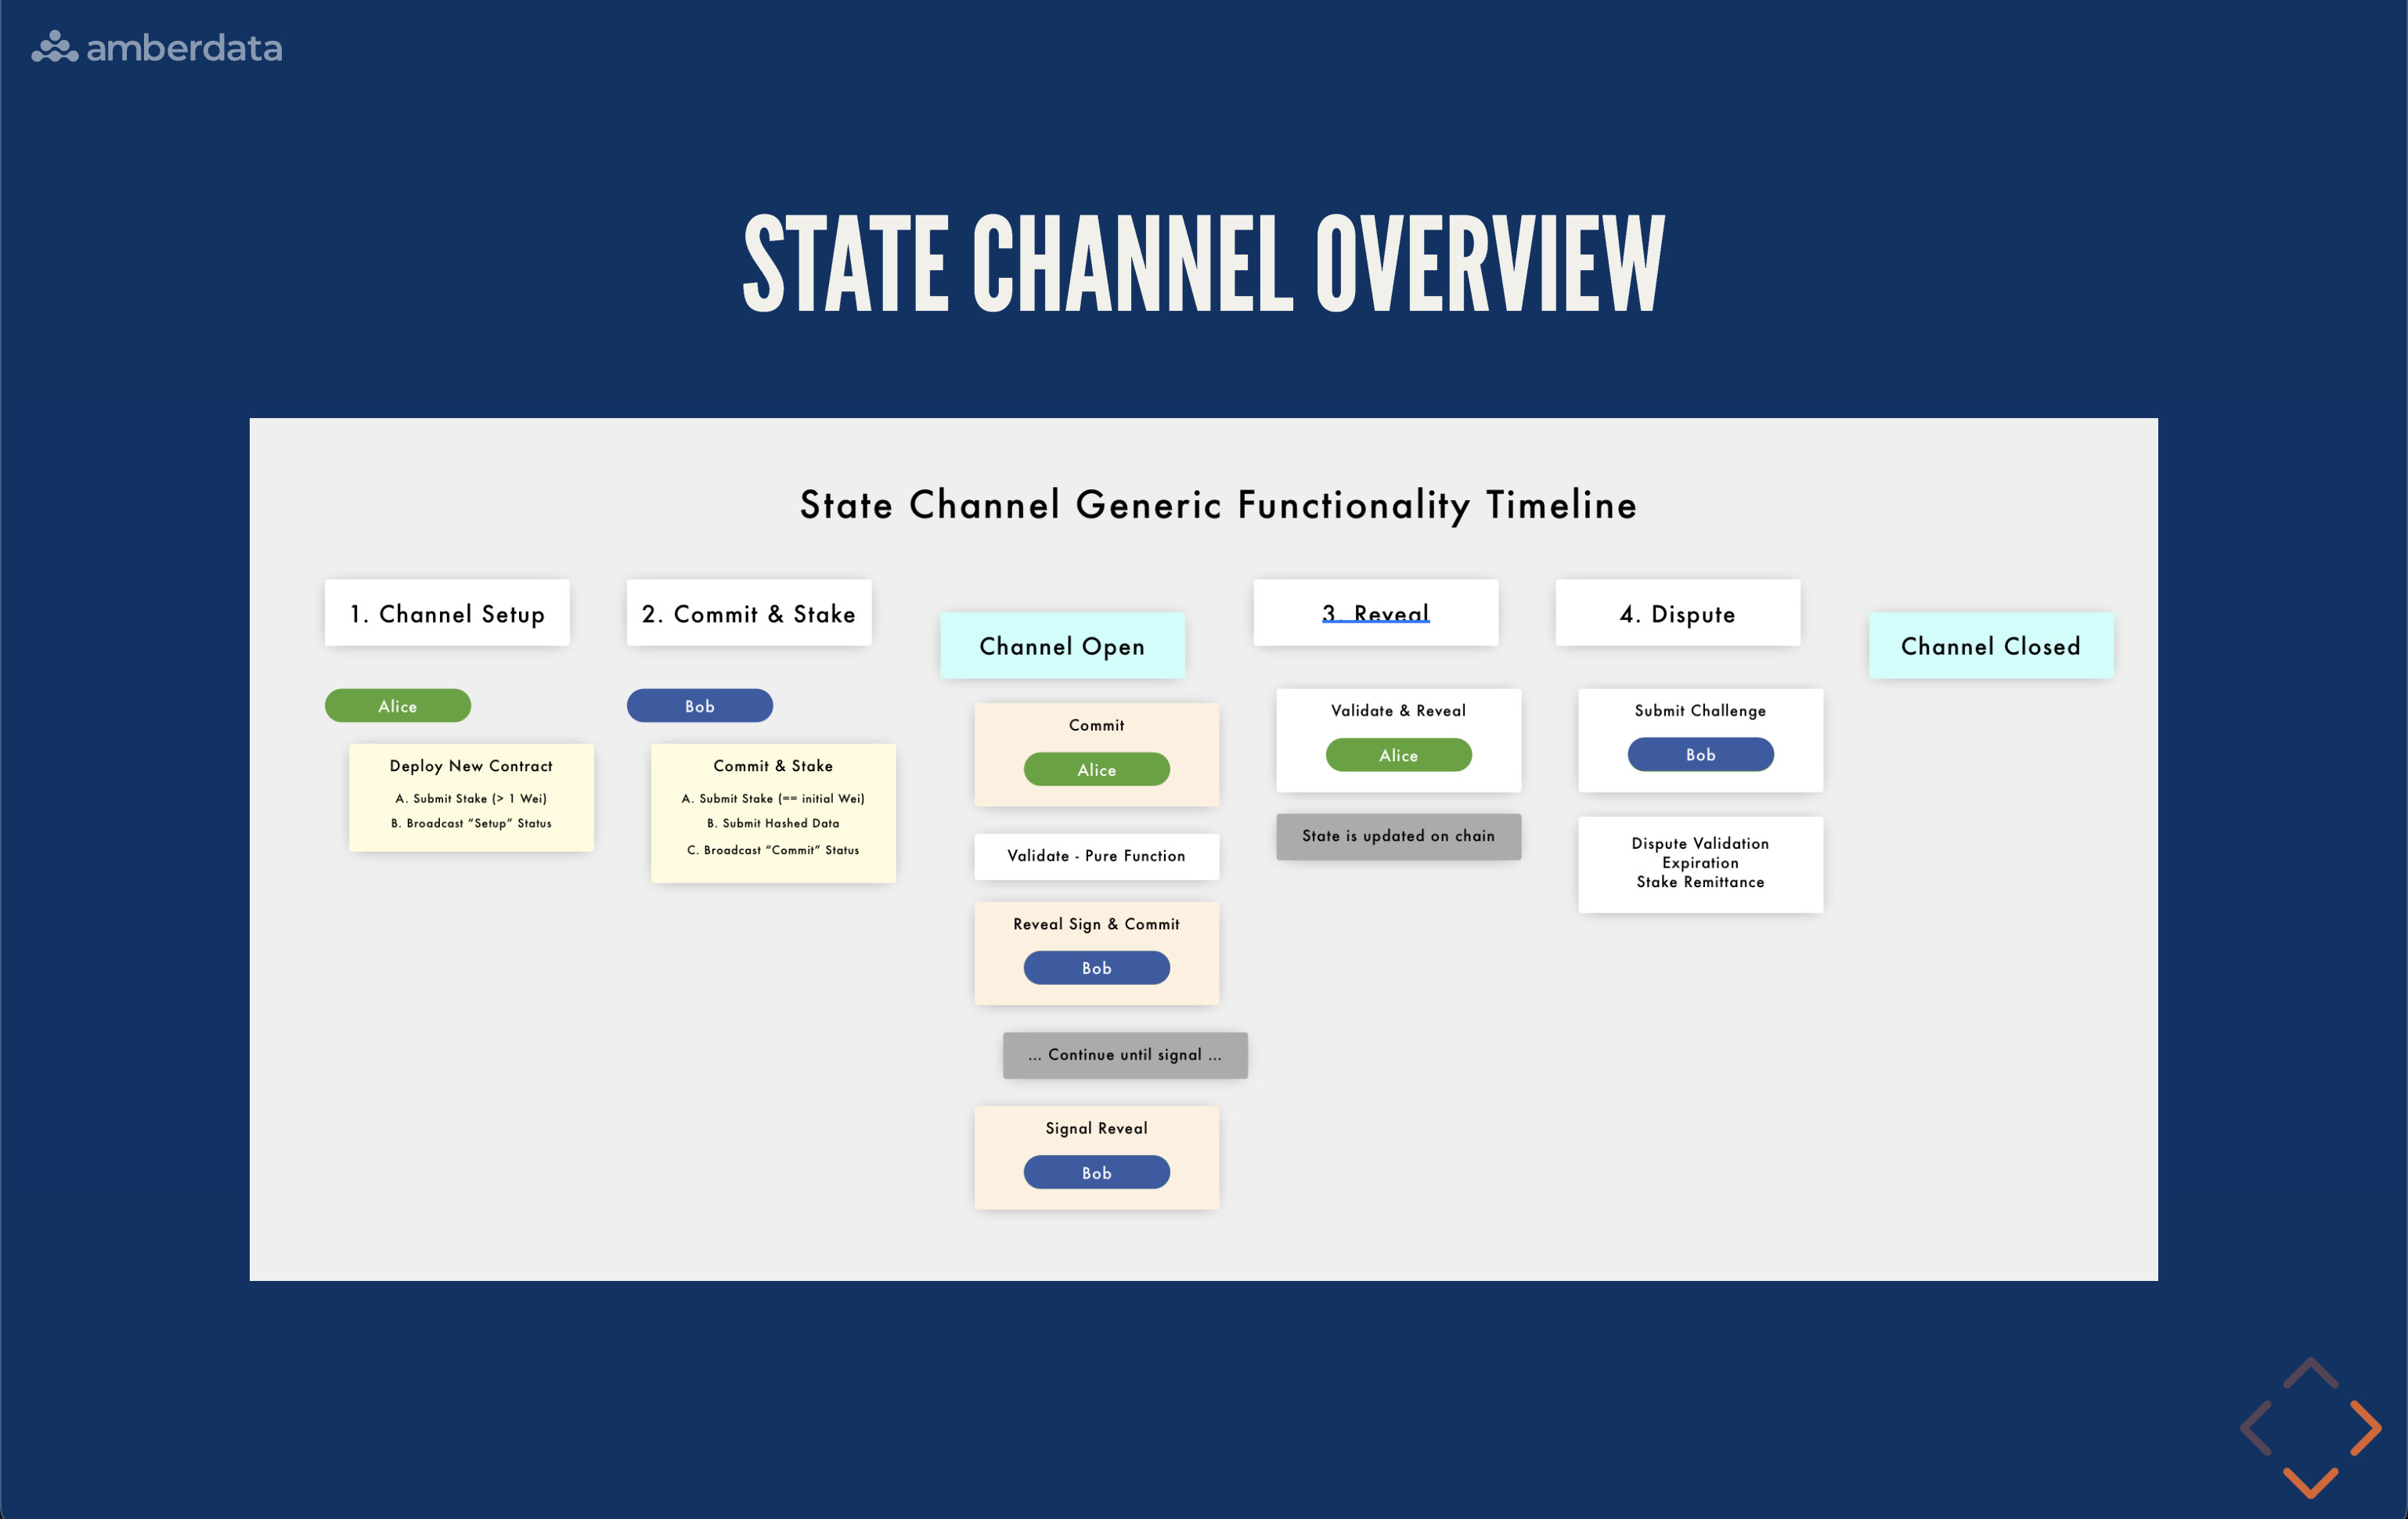 amberdata
STATE CHANNEL OVERVIEW
State Channel Generic Functionality Timeline
1. Channel Setup
Alice
Deploy New Contract
A. Submit Stake (> 1 Wei)
B. Broadcast “Setup” Status
2. Commit & Stake
Bob
Commit & Stake
A. Submit Stake (== initial Wei)
B. Submit Hashed Data
C. Broadcast “Commit” Status
Channel Open
Commit
Alice
Validate - Pure Function
Reveal Sign & Commit
Bob
... Continue until signal ...
Signal Reveal
Bob
3. Reveal
Validate & Reveal
Alice
State is updated on chain
4. Dispute
Submit Challenge
Bob
Dispute Validation
Expiration
Stake Remittance
Channel Closed